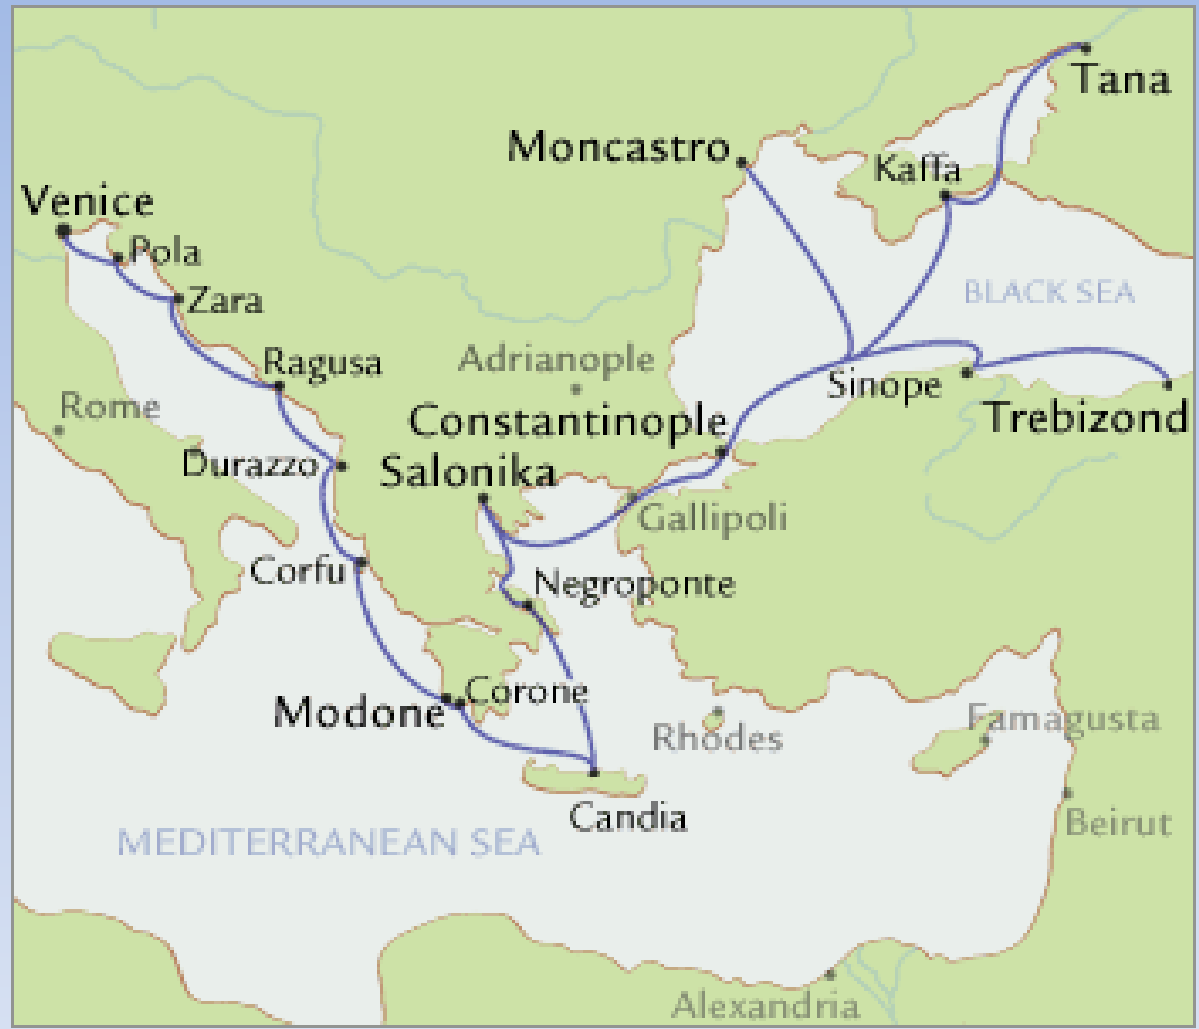 Tana
Moncastro
Kaffa
Venice
Pola
BLACK SEA
Zara
Adrianople
Ragusa
Sinope
Rome
Constantinople
Trebizond
Durazzo
Salonika
Gallipoli
Corfu
Negroponte
Corone
Modone
Rhodes
Famagusta
Candia
Beirut
MEDITERRANEAN SEA
Alexandria